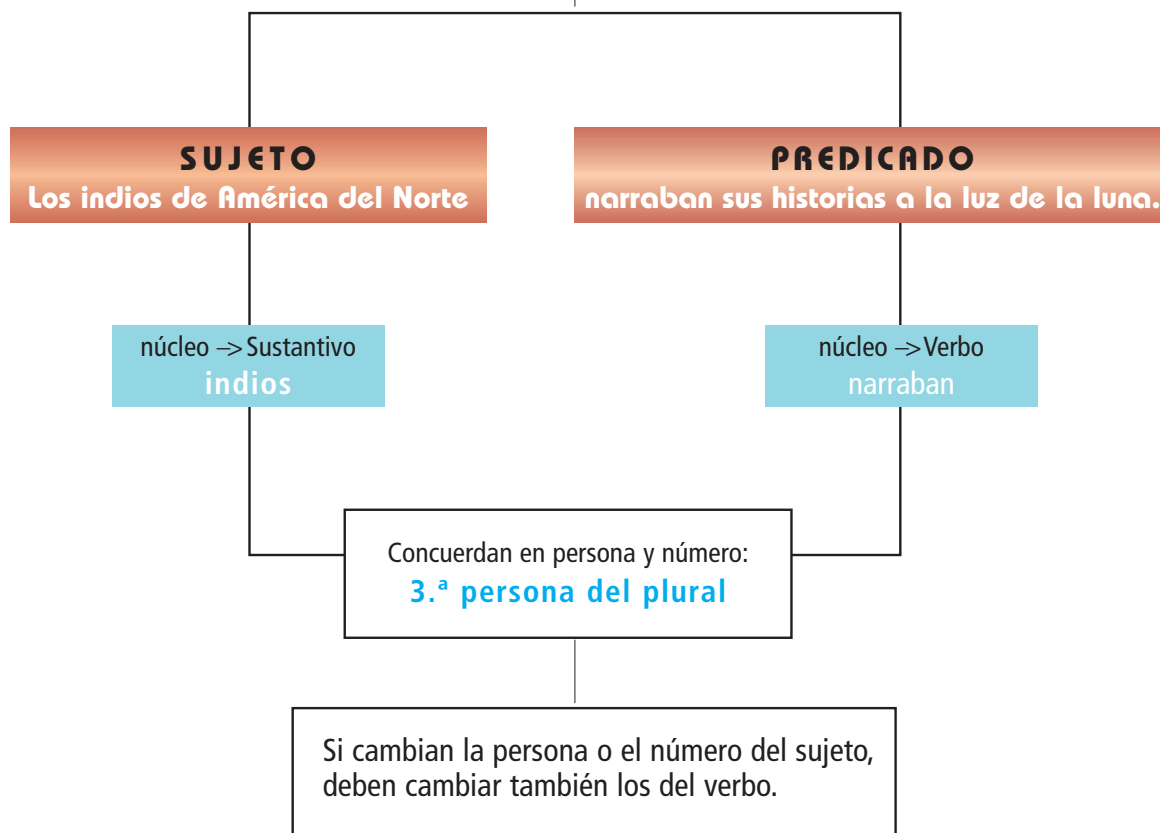 SUJETO
Los indios de América del Norte
PREDICADO
narraban sus historias a la luz de la luna.
núcleo –> Sustantivo
indios
núcleo –> Verbo
narraban
Concuerdan en persona y número:
3.ª persona del plural
Si cambian la persona o el número del sujeto,
deben cambiar también los del verbo.